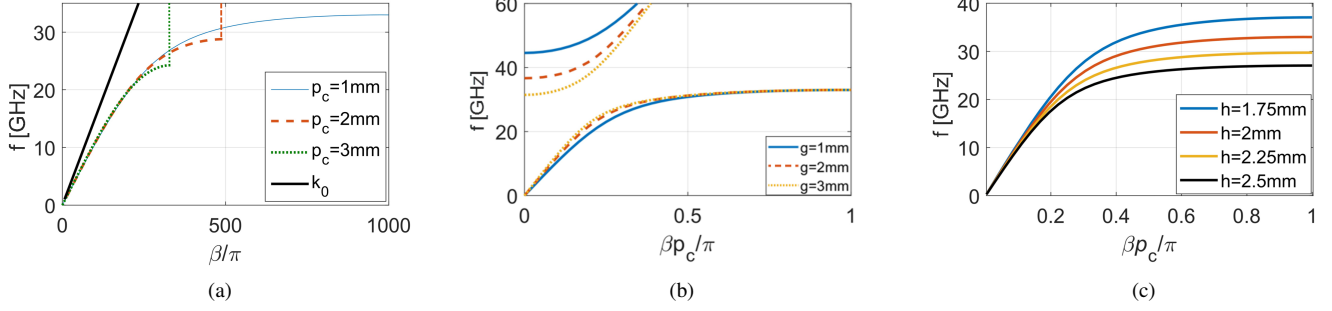 f [GHz]
30
20
10
0
0
500
1000
β/π
p_c=1mm
p_c=2mm
p_c=3mm
k_0
(a)
f [GHz]
60
40
20
0
0
0.5
1
βp_c/π
g=1mm
g=2mm
g=3mm
(b)
f [GHz]
40
30
20
10
0
0.2
0.4
0.6
0.8
1
βp_c/π
h=1.75mm
h=2mm
h=2.25mm
h=2.5mm
(c)